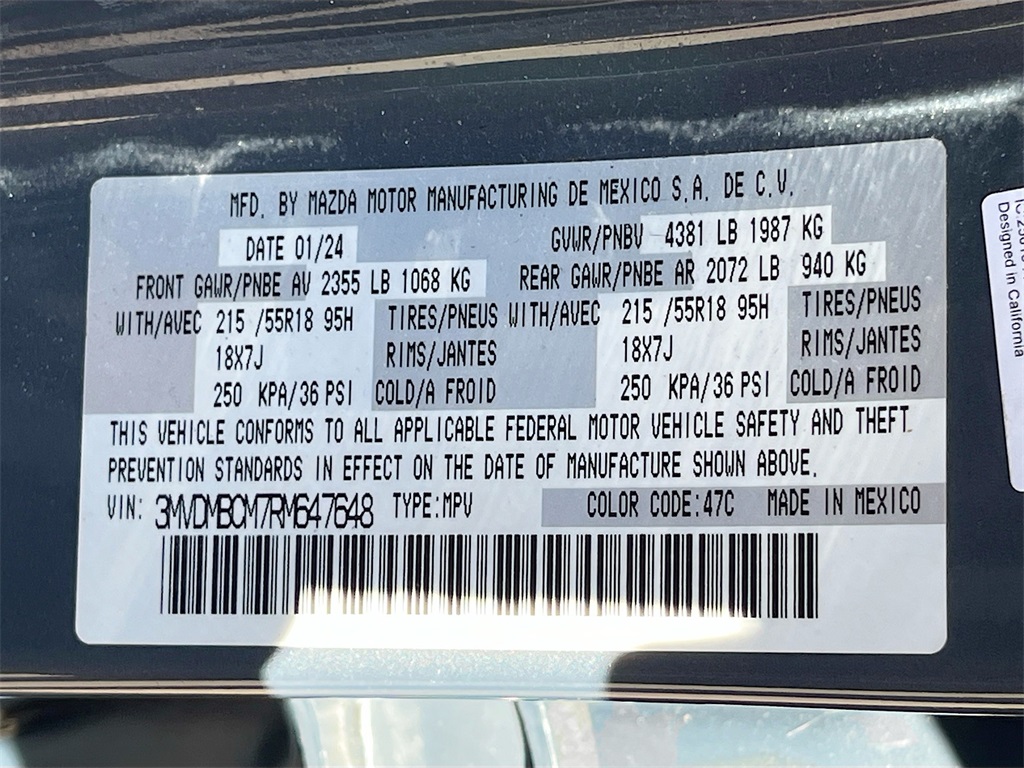 MFD. BY MAZDA MOTOR MANUFACTURING DE MEXICO S.A. DE C.V.
DATE 01/24 GVWR/PNBV 4381 LB 1987 KG
FRONT GAWR/PNBE AV 2355 LB 1068 KG REAR GAWR/PNBE AR 2072 LB 940 KG
WITH/AVEC 215 /55R18 95H TIRES/PNEUS WITH/AVEC 215 /55R18 95H TIRES/PNEUS
18X7J RIMS/JANTES 18X7J RIMS/JANTES
250 KPA/36 PSI COLD/A FROID 250 KPA/36 PSI COLD/A FROID
THIS VEHICLE CONFORMS TO ALL APPLICABLE FEDERAL MOTOR VEHICLE SAFETY AND THEFT
PREVENTION STANDARDS IN EFFECT ON THE DATE OF MANUFACTURE SHOWN ABOVE.
VIN: 3MVDMBCM7RM647648 TYPE:MPV COLOR CODE:47C MADE IN MEXICO
Designed in California